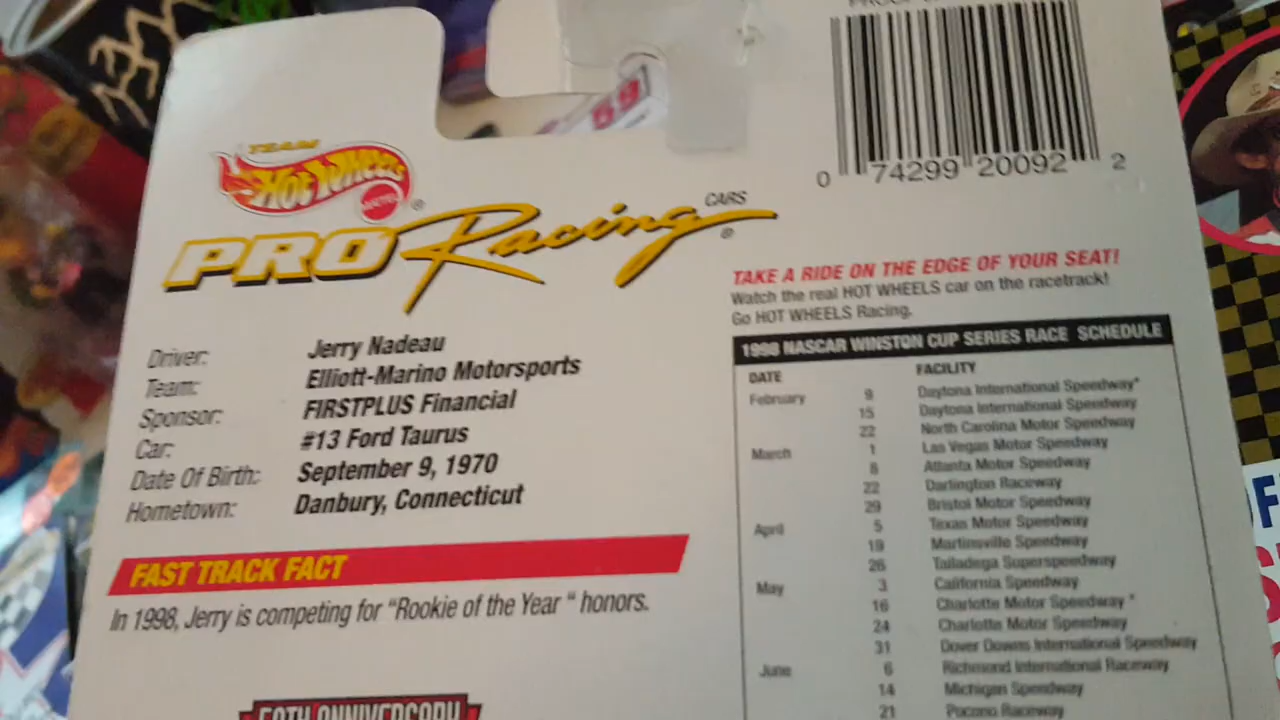 69
TEAM
HOT WHEELS
MATTEL
®
PRO Racing CARS
®
0 74299 20092 2
Driver: Jerry Nadeau
Team: Elliott-Marino Motorsports
Sponsor: FIRSTPLUS Financial
Car: #13 Ford Taurus
Date Of Birth: September 9, 1970
Hometown: Danbury, Connecticut
FAST TRACK FACT
In 1998, Jerry is competing for "Rookie of the Year " honors.
50TH ANNIVERSARY
TAKE A RIDE ON THE EDGE OF YOUR SEAT!
Watch the real HOT WHEELS car on the racetrack!
Go HOT WHEELS Racing.
1998 NASCAR WINSTON CUP SERIES RACE SCHEDULE
DATE FACILITY
February 9 Daytona International Speedway*
15 Daytona International Speedway
22 North Carolina Motor Speedway
March 1 Las Vegas Motor Speedway
8 Atlanta Motor Speedway
22 Darlington Raceway
29 Bristol Motor Speedway
April 5 Texas Motor Speedway
19 Martinsville Speedway
26 Talladega Superspeedway
May 3 California Speedway
16 Charlotte Motor Speedway *
24 Charlotte Motor Speedway
31 Dover Downs International Speedway
June 6 Richmond International Raceway
14 Michigan Speedway
21 Pocono Raceway